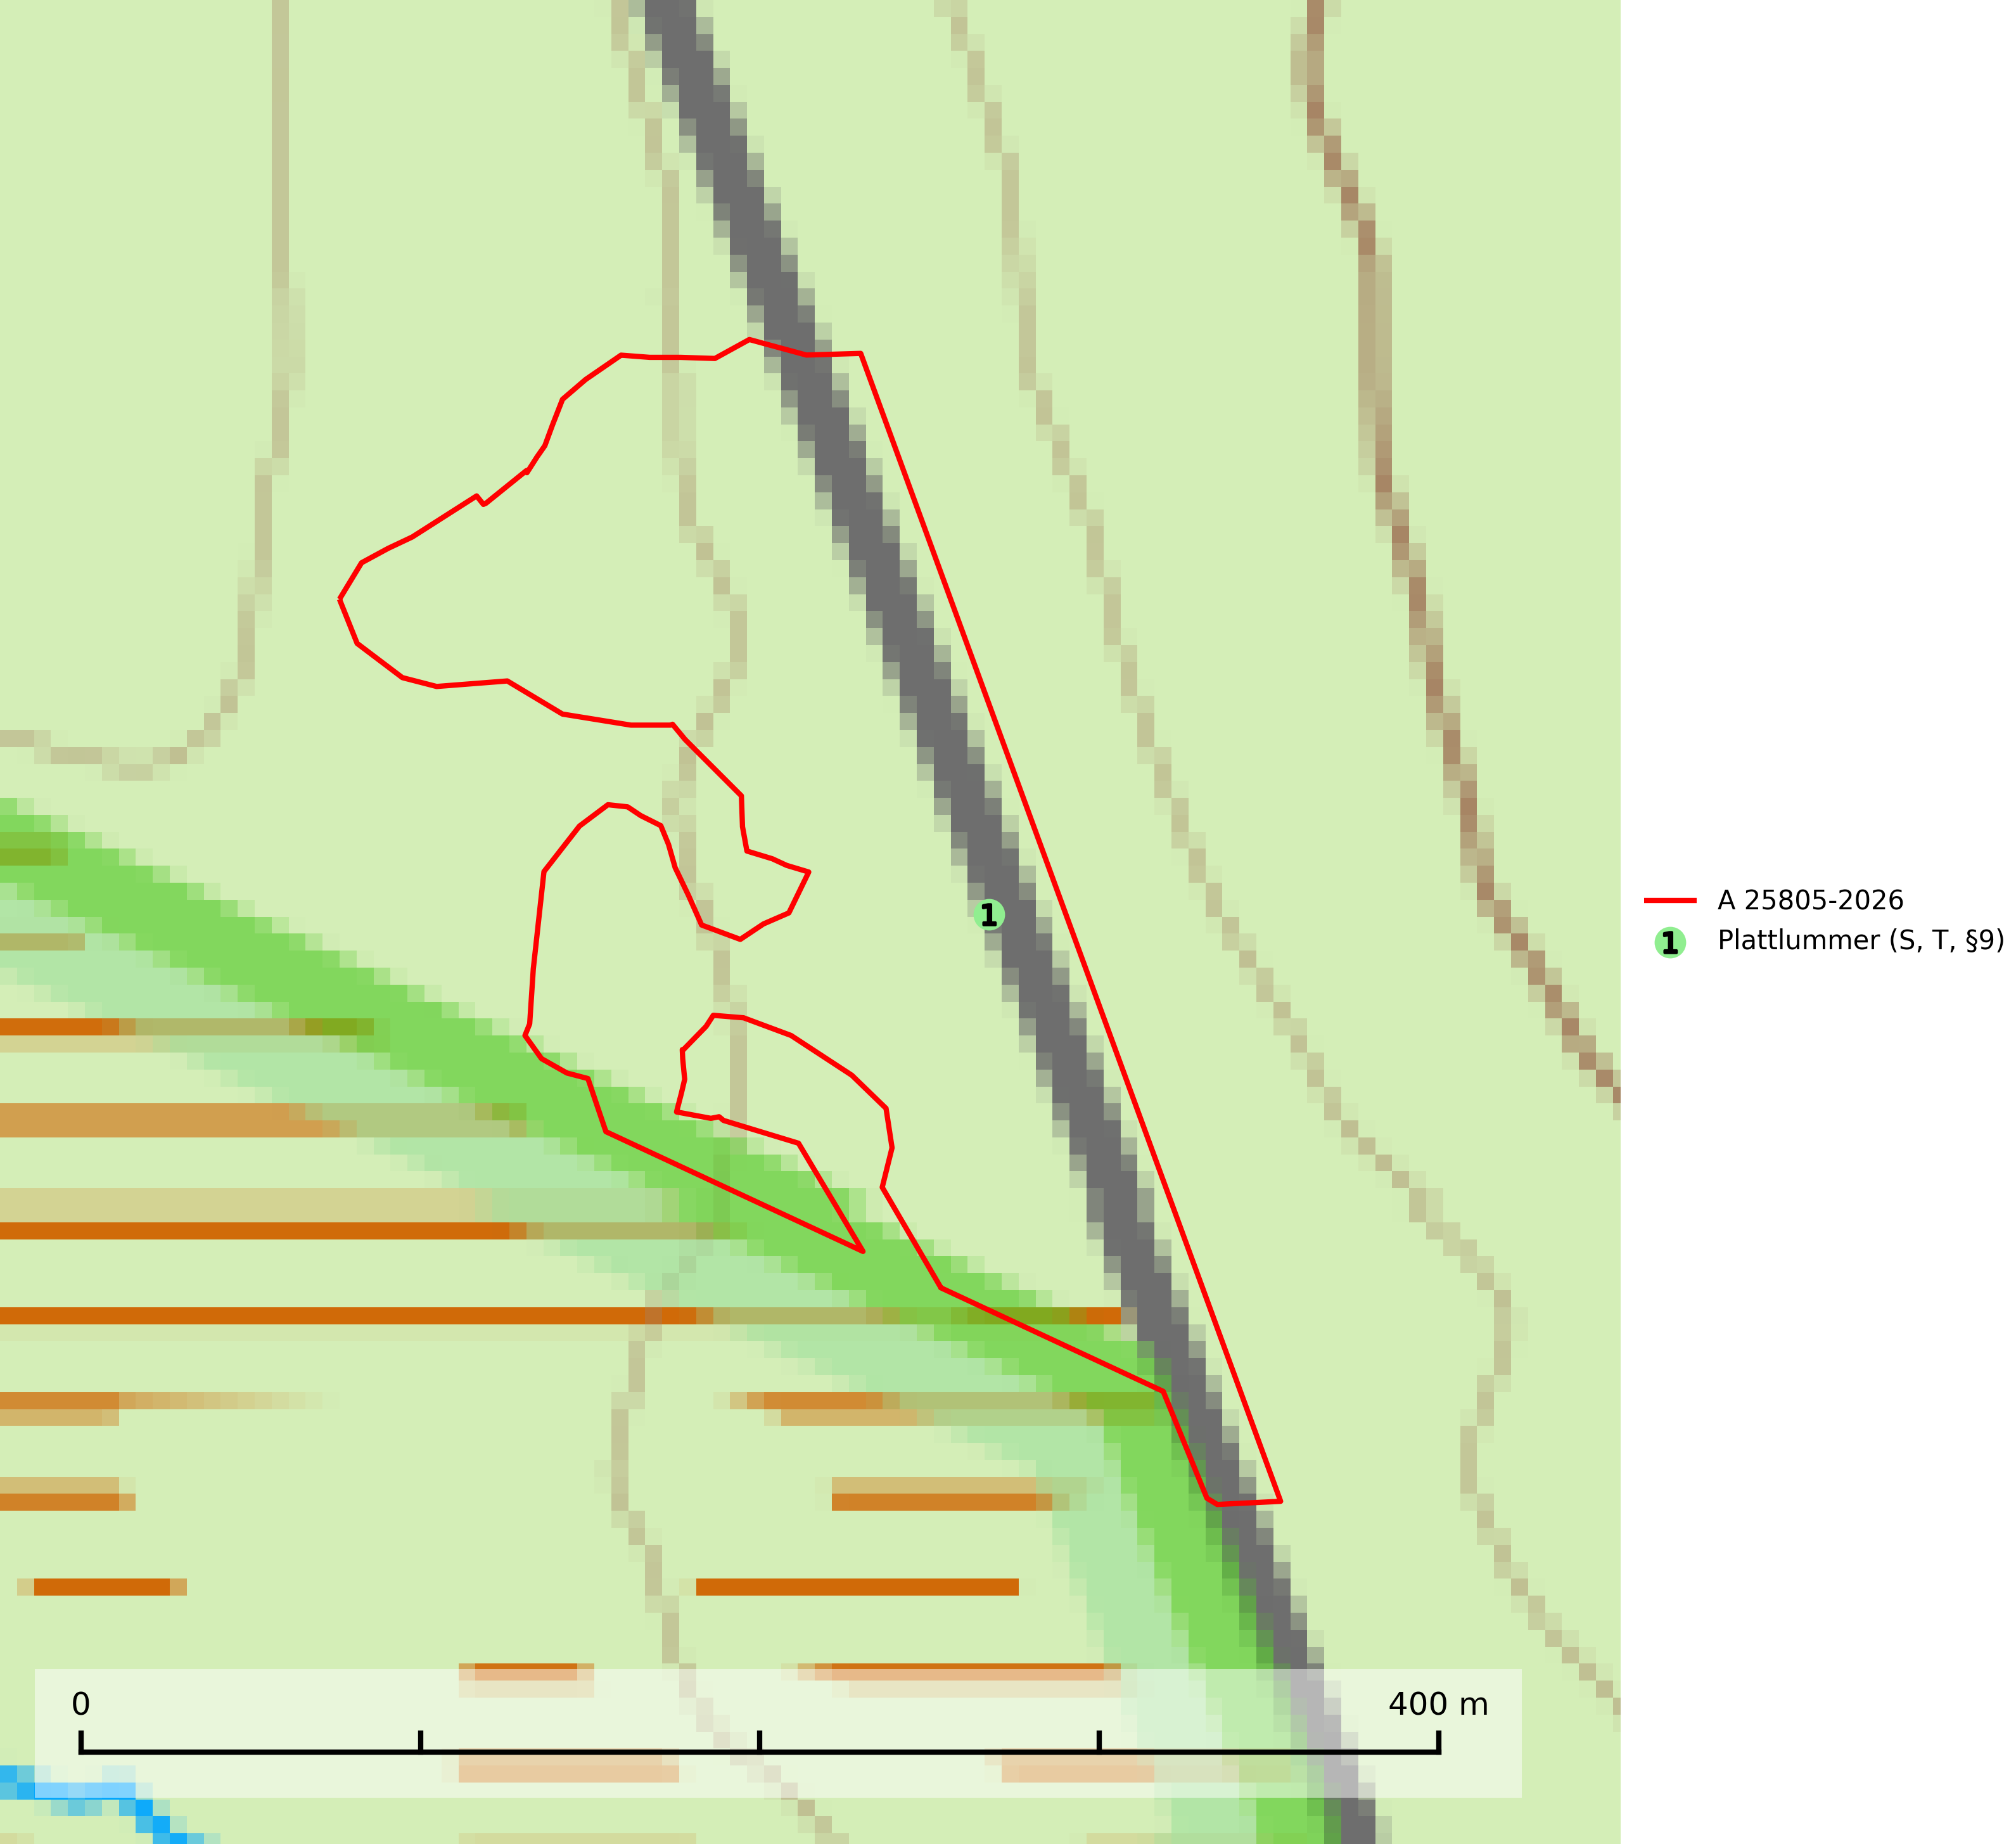 1
A 25805-2026
1 Plattlummer (S, T, §9)
0 400 m